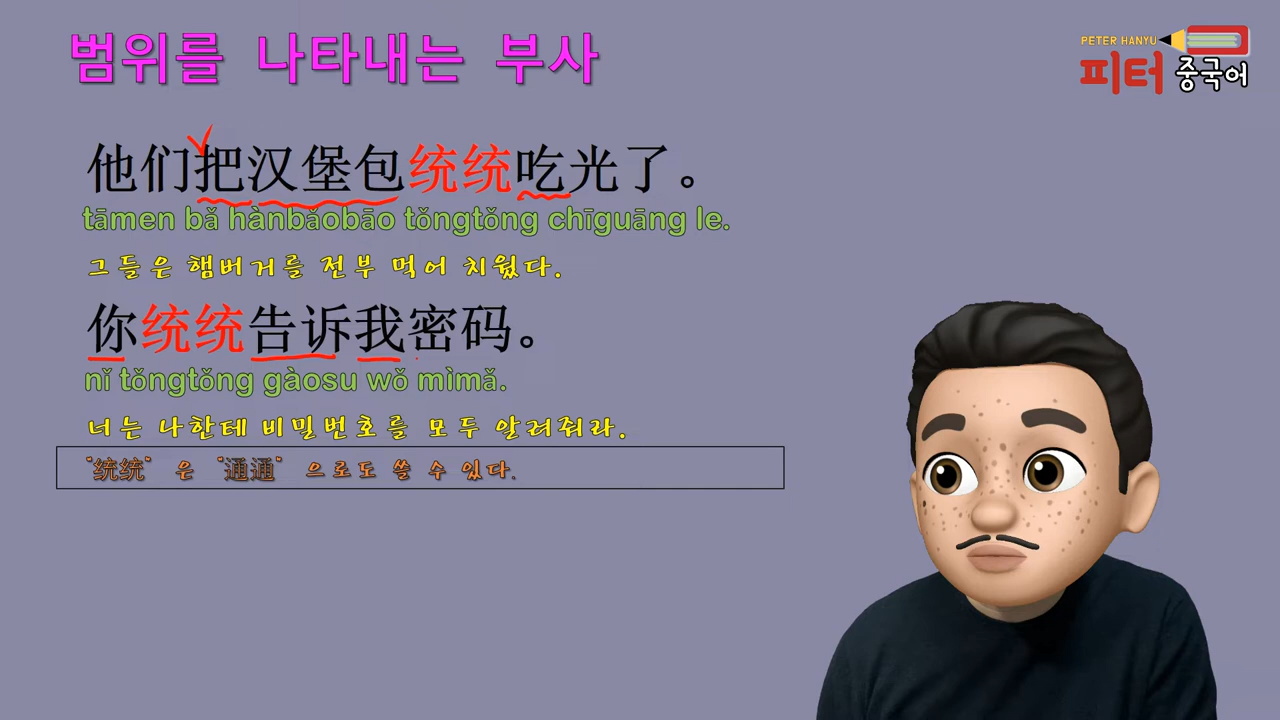 범위를 나타내는 부사
PETER HANYU
피터 중국어
他们把汉堡包统统吃光了。
tāmen bǎ hànbǎobāo tǒngtǒng chīguāng le.
그들은 햄버거를 전부 먹어 치웠다.
你统统告诉我密码。
nǐ tǒngtǒng gàosu wǒ mìmǎ.
너는 나한테 비밀번호를 모두 알려줘라.
"统统" 은 "通通" 으로도 쓸 수 있다.